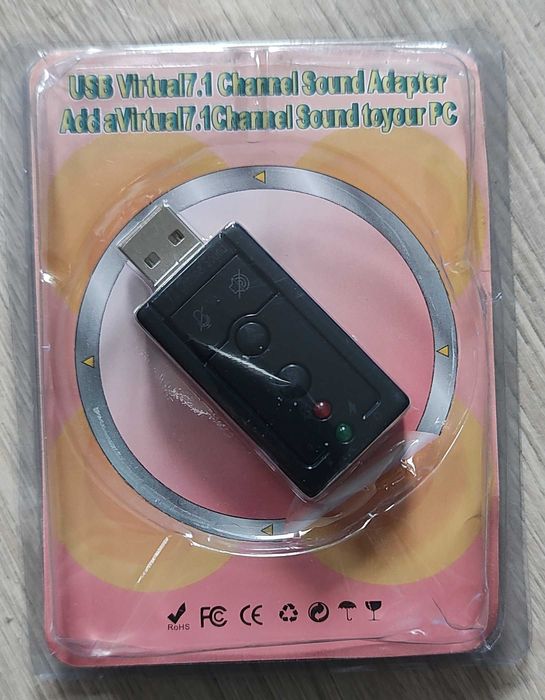 USB Virtual7.1 Channel Sound Adapter
Add aVirtual7.1Channel Sound toyour PC
RoHS FC CE